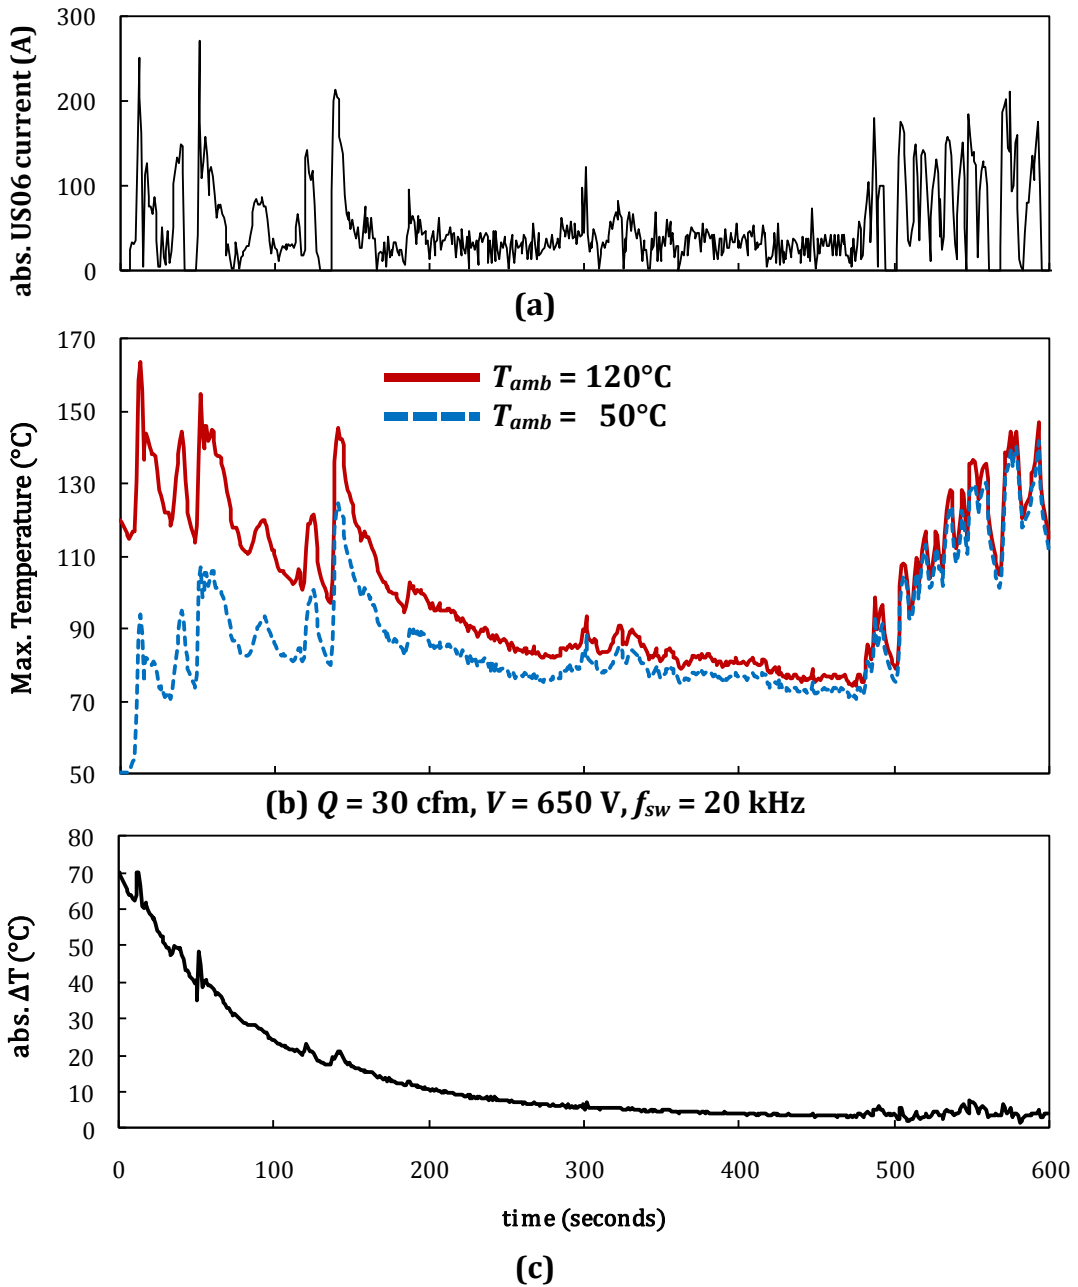 abs. US06 current (A)
300
200
100
0
(a)
Max. Temperature (°C)
170
150
130
110
90
70
50
T_amb = 120°C
T_amb = 50°C
(b) Q = 30 cfm, V = 650 V, f_sw = 20 kHz
abs. ΔT (°C)
80
70
60
50
40
30
20
10
0
0 100 200 300 400 500 600
time (seconds)
(c)